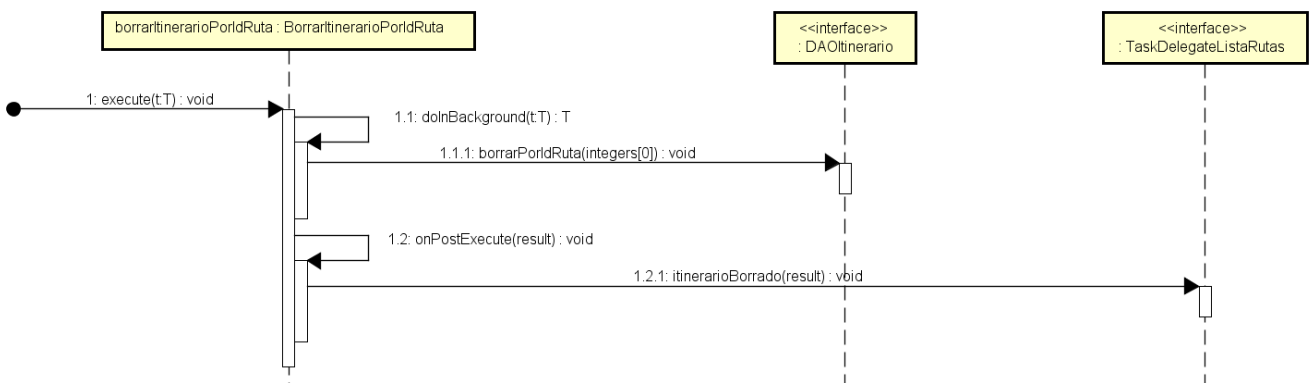 borrarItinerarioPorIdRuta : BorrarItinerarioPorIdRuta
<<interface>>
: DAOItinerario
<<interface>>
: TaskDelegateListaRutas
1: execute(t:T) : void
1.1: doInBackground(t:T) : T
1.1.1: borrarPorIdRuta(integers[0]) : void
1.2: onPostExecute(result) : void
1.2.1: itinerarioBorrado(result) : void